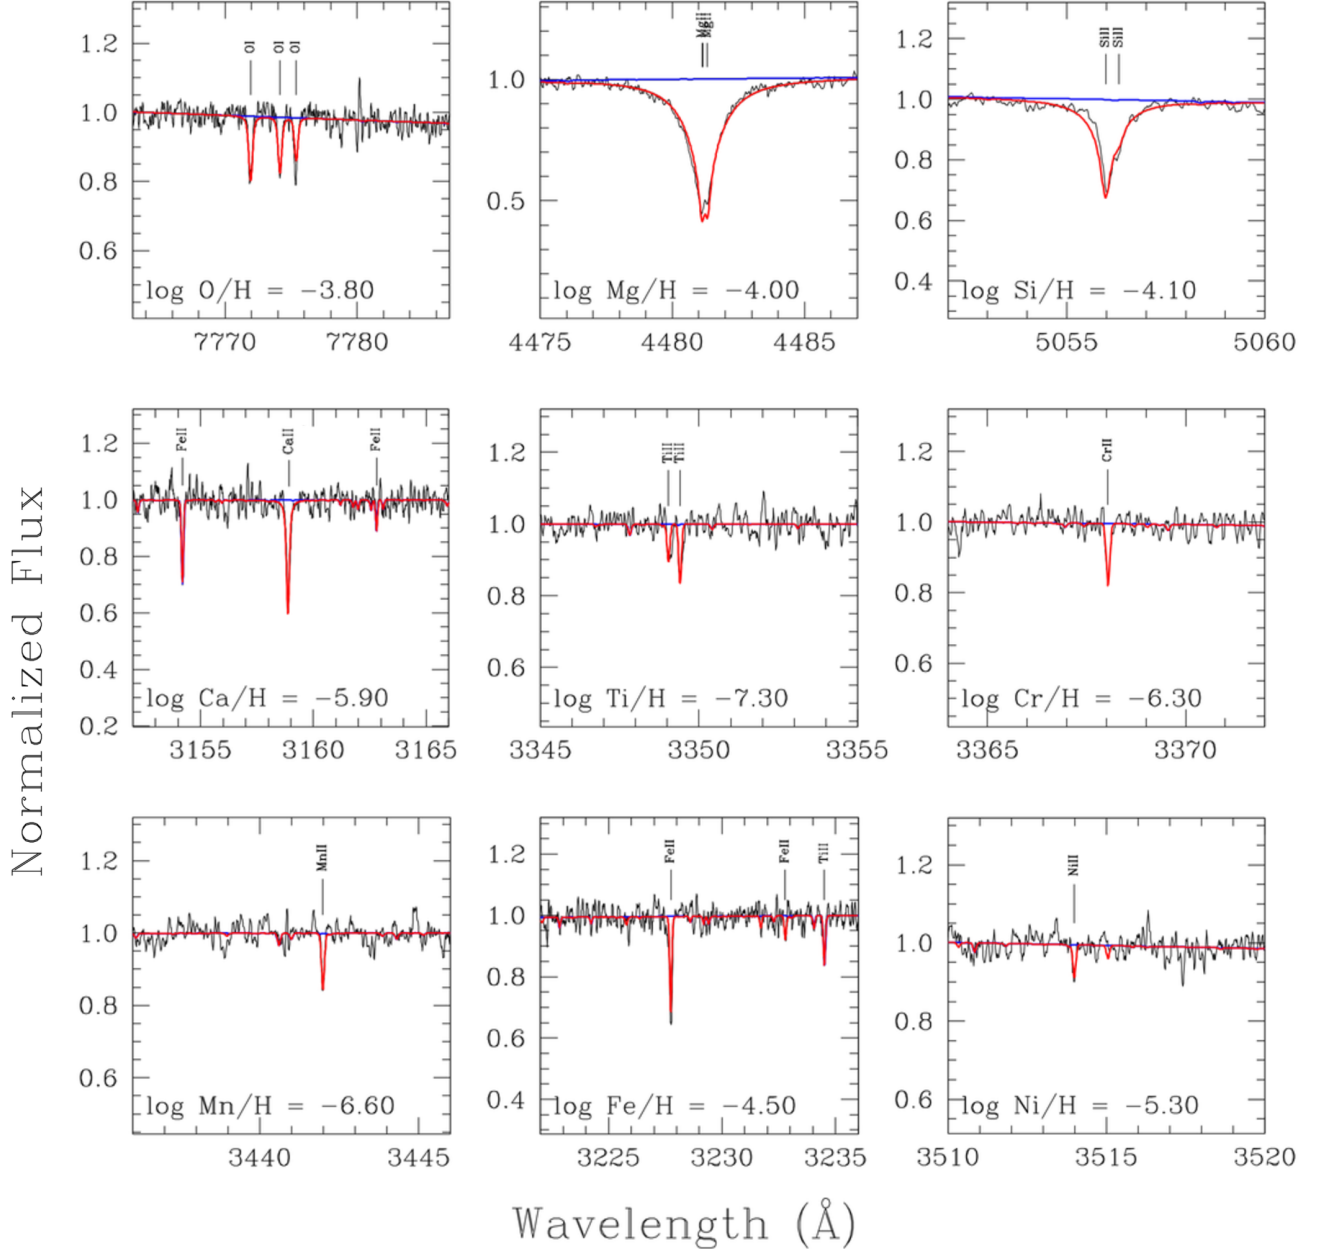 Normalized Flux
OI OI OI
1.2
1.0
0.8
0.6
log O/H = −3.80
7770 7780
MgII MgII
1.0
0.5
log Mg/H = −4.00
4475 4480 4485
SiII SiII
1.2
1.0
0.8
0.6
0.4
log Si/H = −4.10
5055 5060
FeII CaII FeII
1.2
1.0
0.8
0.6
0.4
0.2
log Ca/H = −5.90
3155 3160 3165
TiII TiII
1.2
1.0
0.8
0.6
log Ti/H = −7.30
3345 3350 3355
CrII
1.2
1.0
0.8
0.6
log Cr/H = −6.30
3365 3370
MnII
1.2
1.0
0.8
0.6
log Mn/H = −6.60
3440 3445
FeII FeII TiII
1.2
1.0
0.8
0.6
0.4
log Fe/H = −4.50
3225 3230 3235
NiII
1.2
1.0
0.8
0.6
log Ni/H = −5.30
3510 3515 3520
Wavelength (Å)